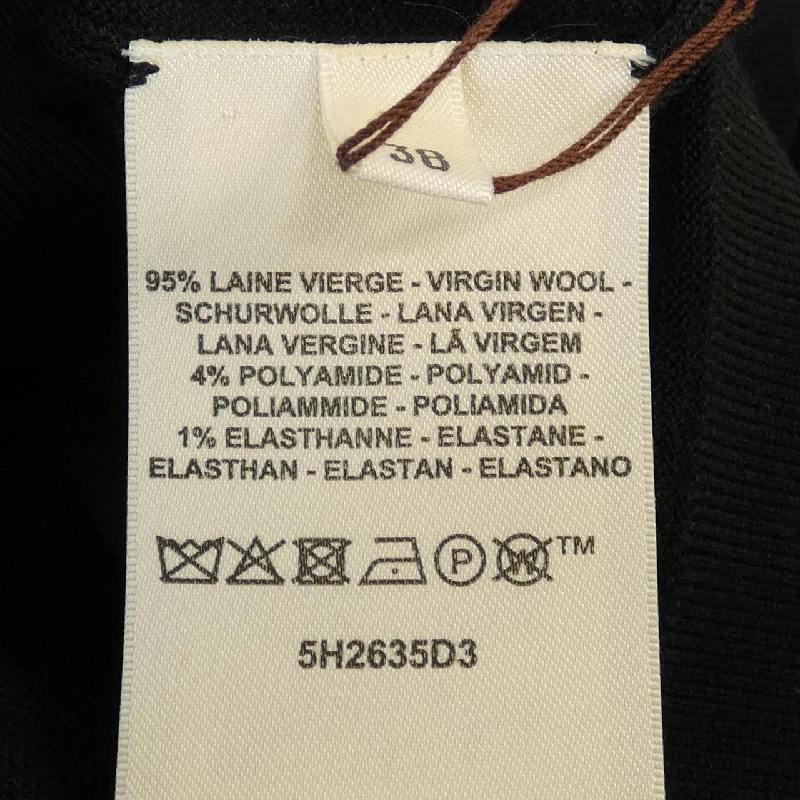 38
95% LAINE VIERGE - VIRGIN WOOL -
SCHURWOLLE - LANA VIRGEN -
LANA VERGINE - LÃ VIRGEM
4% POLYAMIDE - POLYAMID -
POLIAMMIDE - POLIAMIDA
1% ELASTHANNE - ELASTANE -
ELASTHAN - ELASTAN - ELASTANO
P W TM
5H2635D3